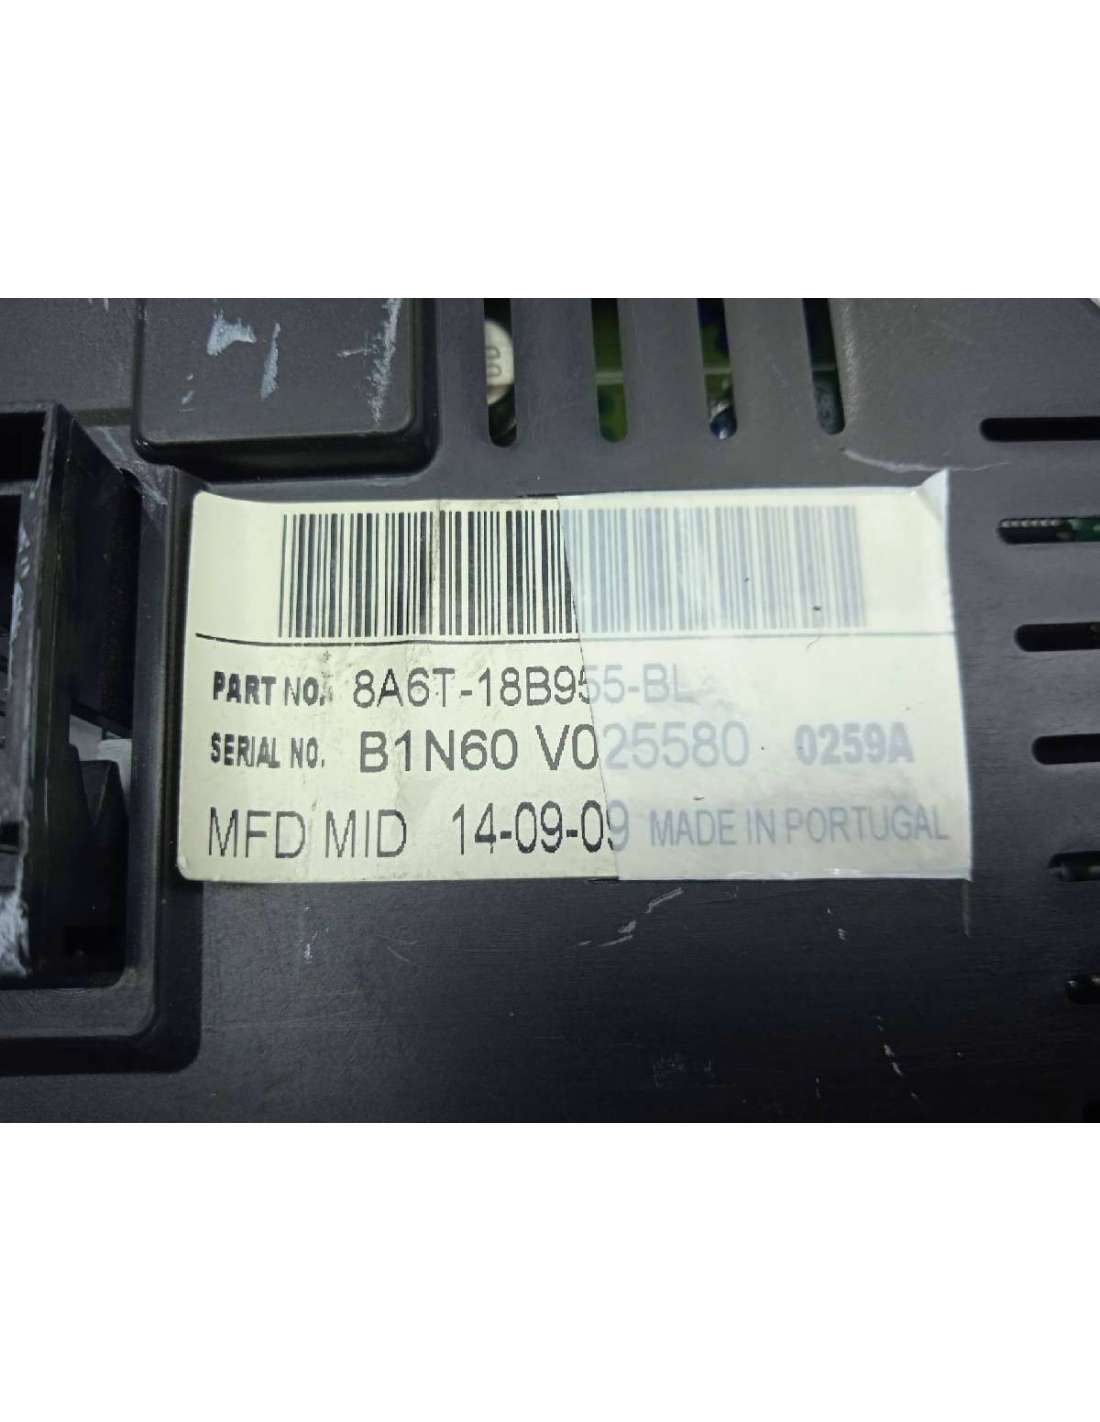 PART NO. 8A6T-18B955-BL
SERIAL NO. B1N60 V025580 0259A
MFD MID 14-09-09 MADE IN PORTUGAL